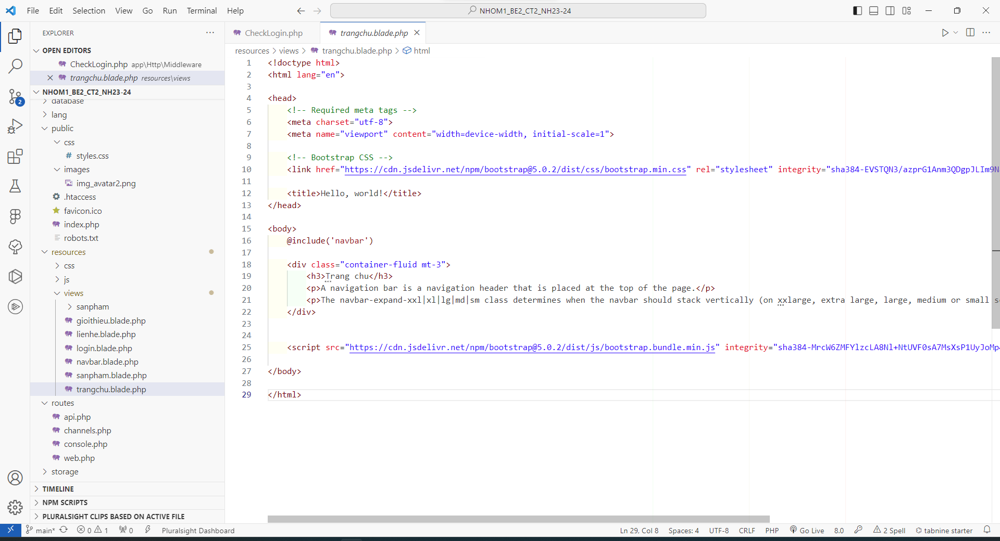 File Edit Selection View Go Run Terminal Help
NHOM1_BE2_CT2_NH23-24
EXPLORER
OPEN EDITORS
CheckLogin.php app\Http\Middleware
trangchu.blade.php resources\views
NHOM1_BE2_CT2_NH23-24
database
lang
public
css
styles.css
images
img_avatar2.png
.htaccess
favicon.ico
index.php
robots.txt
resources
css
js
views
sanpham
gioithieu.blade.php
lienhe.blade.php
login.blade.php
navbar.blade.php
sanpham.blade.php
trangchu.blade.php
routes
api.php
channels.php
console.php
web.php
storage
TIMELINE
NPM SCRIPTS
PLURALSIGHT CLIPS BASED ON ACTIVE FILE
CheckLogin.php trangchu.blade.php
resources > views > trangchu.blade.php > html
1 <!doctype html>
2 <html lang="en">
3
4 <head>
5 <!-- Required meta tags -->
6 <meta charset="utf-8">
7 <meta name="viewport" content="width=device-width, initial-scale=1">
8
9 <!-- Bootstrap CSS -->
10 <link href="https://cdn.jsdelivr.net/npm/bootstrap@5.0.2/dist/css/bootstrap.min.css" rel="stylesheet" integrity="sha384-EVSTQN3/azprG1Anm3QDgpJLIm9N
11
12 <title>Hello, world!</title>
13 </head>
14
15 <body>
16 @include('navbar')
17
18 <div class="container-fluid mt-3">
19 <h3>Trang chu</h3>
20 <p>A navigation bar is a navigation header that is placed at the top of the page.</p>
21 <p>The navbar-expand-xxl|xl|lg|md|sm class determines when the navbar should stack vertically (on xxlarge, extra large, large, medium or small s
22 </div>
23
24
25 <script src="https://cdn.jsdelivr.net/npm/bootstrap@5.0.2/dist/js/bootstrap.bundle.min.js" integrity="sha384-MrcW6ZMFYlzcLA8Nl+NtUVF0sA7MsXsP1UyJoMp
26
27 </body>
28
29 </html>
2
main* 0 1 0 Pluralsight Dashboard
Ln 29, Col 8 Spaces: 4 UTF-8 CRLF PHP Go Live 8.0 2 Spell tabnine starter